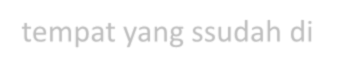 tempat yang ssudah di